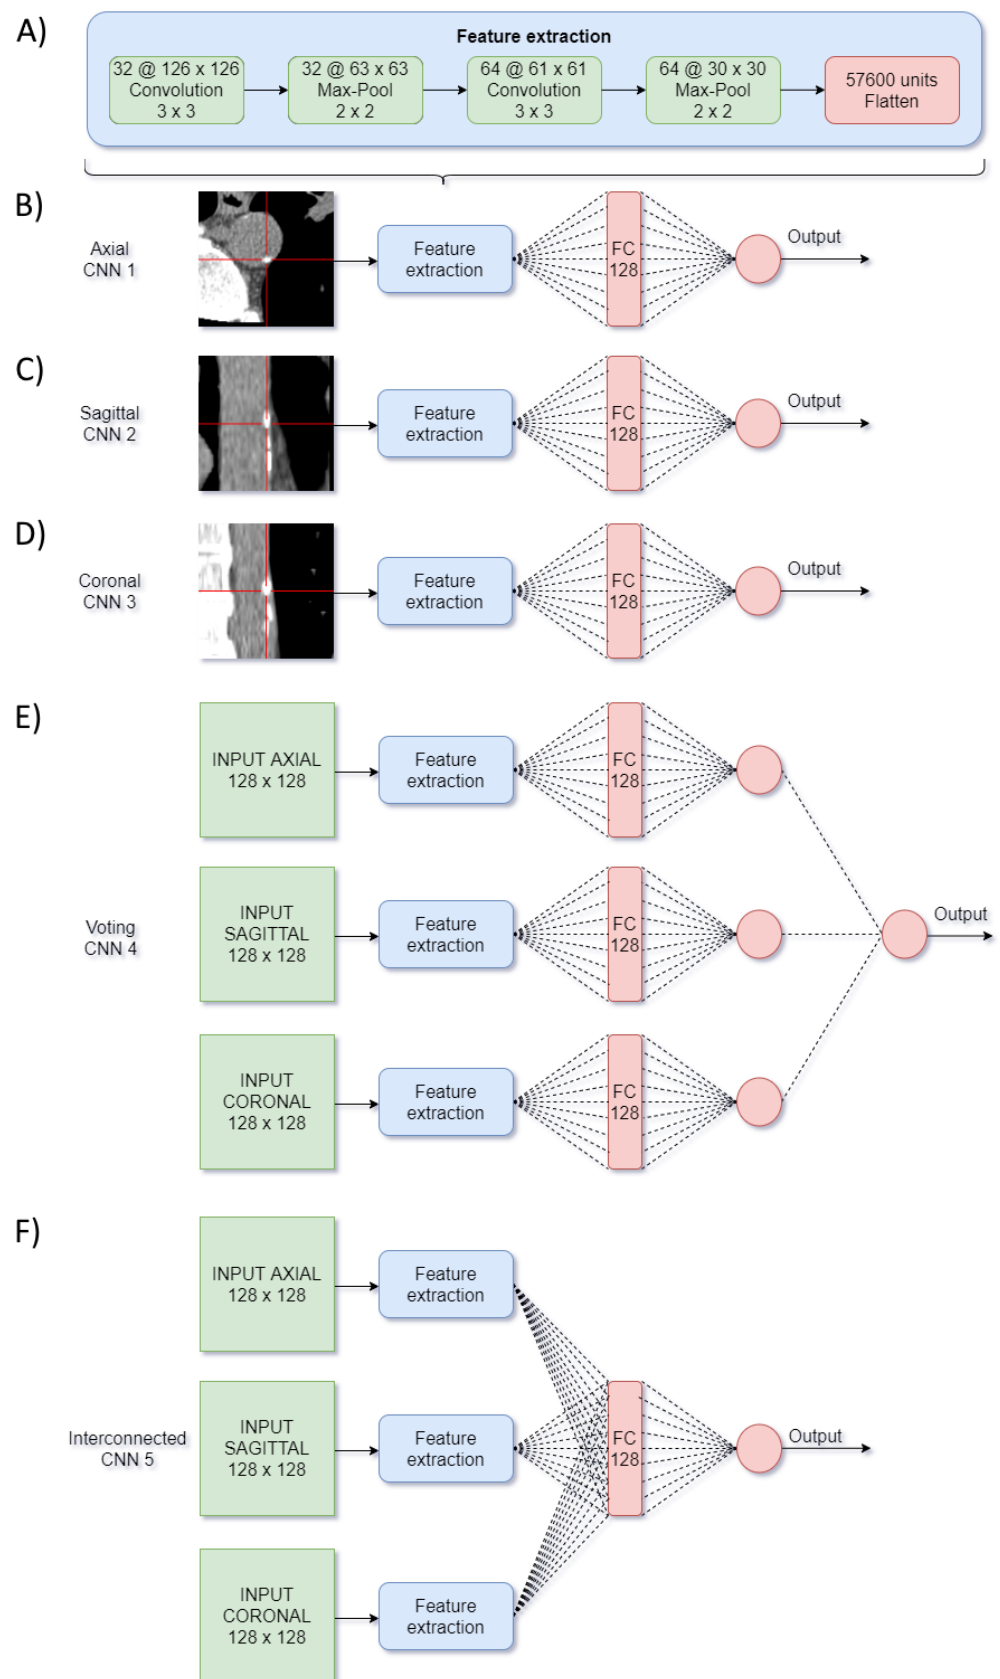 A)
Feature extraction
32 @ 126 x 126
Convolution
3 x 3
32 @ 63 x 63
Max-Pool
2 x 2
64 @ 61 x 61
Convolution
3 x 3
64 @ 30 x 30
Max-Pool
2 x 2
57600 units
Flatten
B)
Axial
CNN 1
Feature
extraction
FC
128
Output
C)
Sagittal
CNN 2
Feature
extraction
FC
128
Output
D)
Coronal
CNN 3
Feature
extraction
FC
128
Output
E)
Voting
CNN 4
INPUT AXIAL
128 x 128
Feature
extraction
FC
128
INPUT
SAGITTAL
128 x 128
Feature
extraction
FC
128
INPUT
CORONAL
128 x 128
Feature
extraction
FC
128
Output
F)
Interconnected
CNN 5
INPUT AXIAL
128 x 128
Feature
extraction
INPUT
SAGITTAL
128 x 128
Feature
extraction
INPUT
CORONAL
128 x 128
Feature
extraction
FC
128
Output